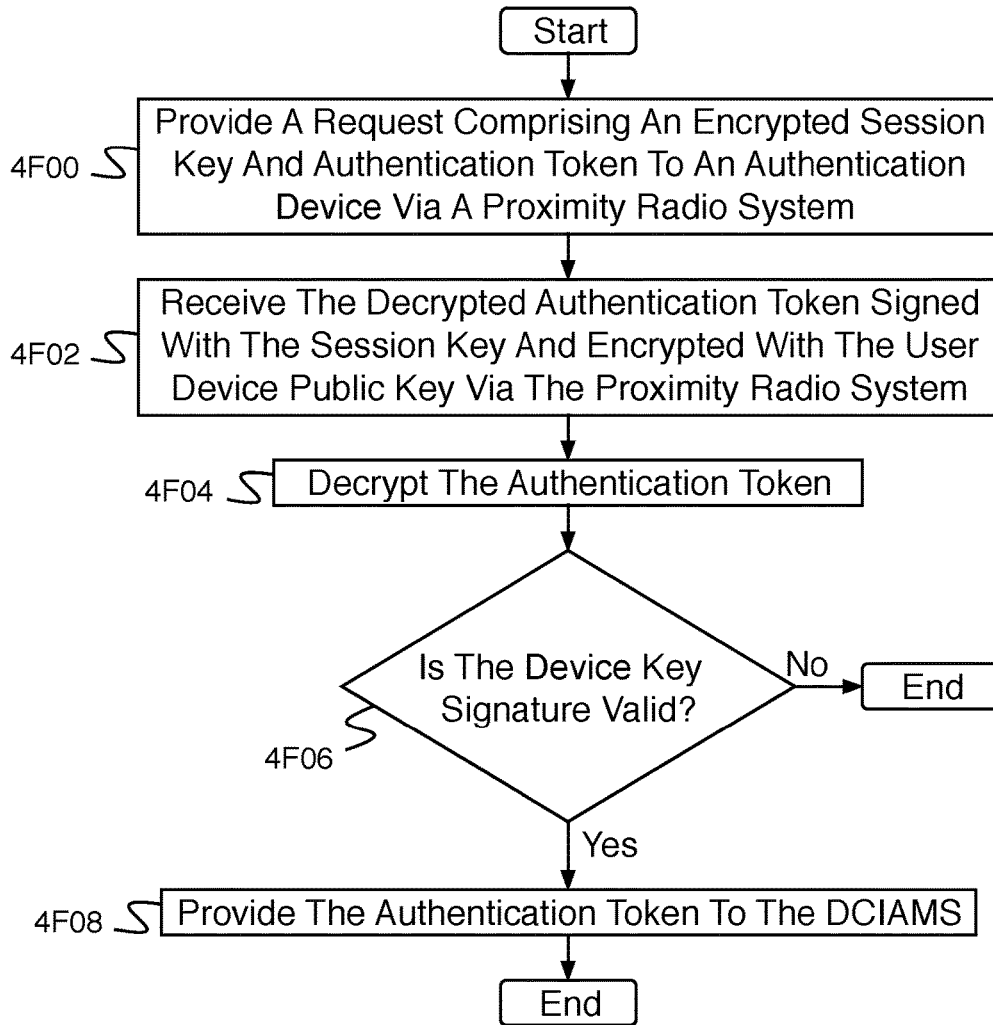 Start
4F00
Provide A Request Comprising An Encrypted Session
Key And Authentication Token To An Authentication
Device Via A Proximity Radio System
4F02
Receive The Decrypted Authentication Token Signed
With The Session Key And Encrypted With The User
Device Public Key Via The Proximity Radio System
4F04
Decrypt The Authentication Token
Is The Device Key
Signature Valid?
4F06
No
End
Yes
4F08
Provide The Authentication Token To The DCIAMS
End